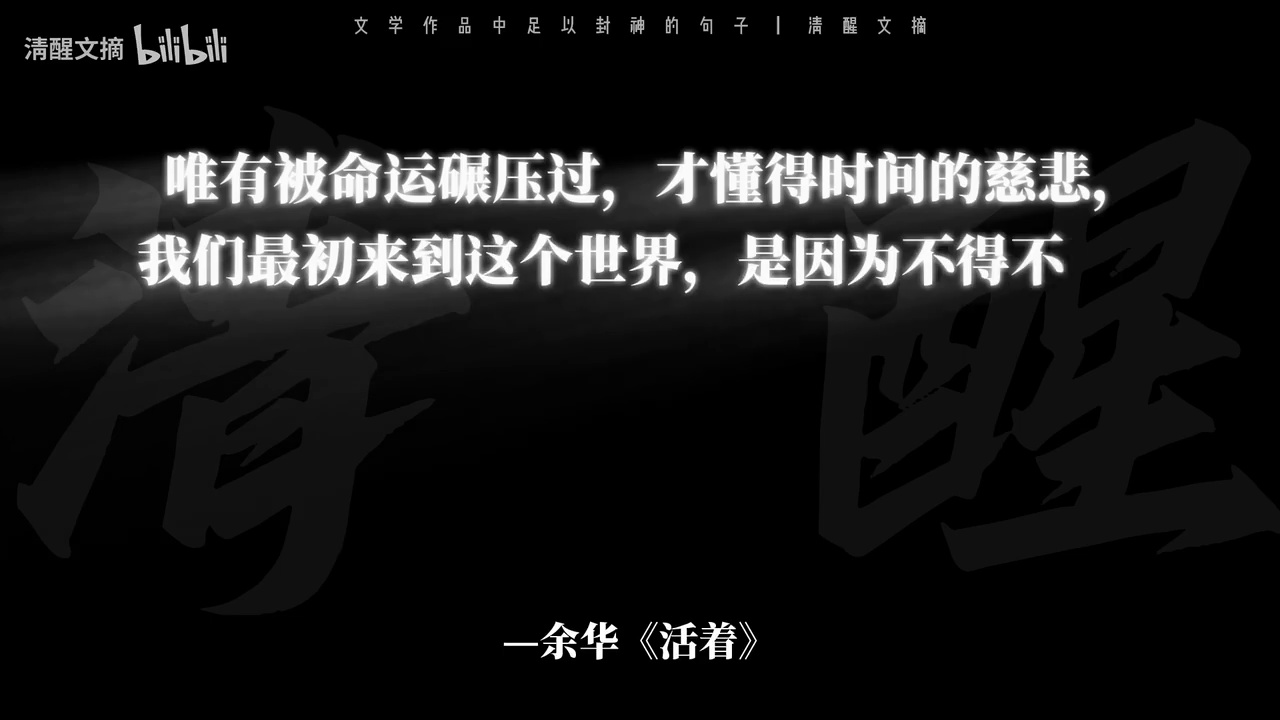 文学作品中足以封神的句子 | 清醒文摘
清醒文摘 bilibili
唯有被命运碾压过，才懂得时间的慈悲，
我们最初来到这个世界，是因为不得不
清醒
—余华《活着》